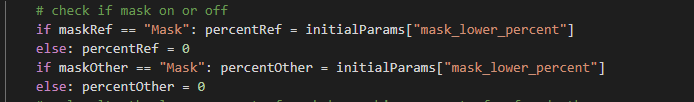 # check if mask on or off
if maskRef == "Mask": percentRef = initialParams["mask_lower_percent"]
else: percentRef = 0
if maskOther == "Mask": percentOther = initialParams["mask_lower_percent"]
else: percentOther = 0